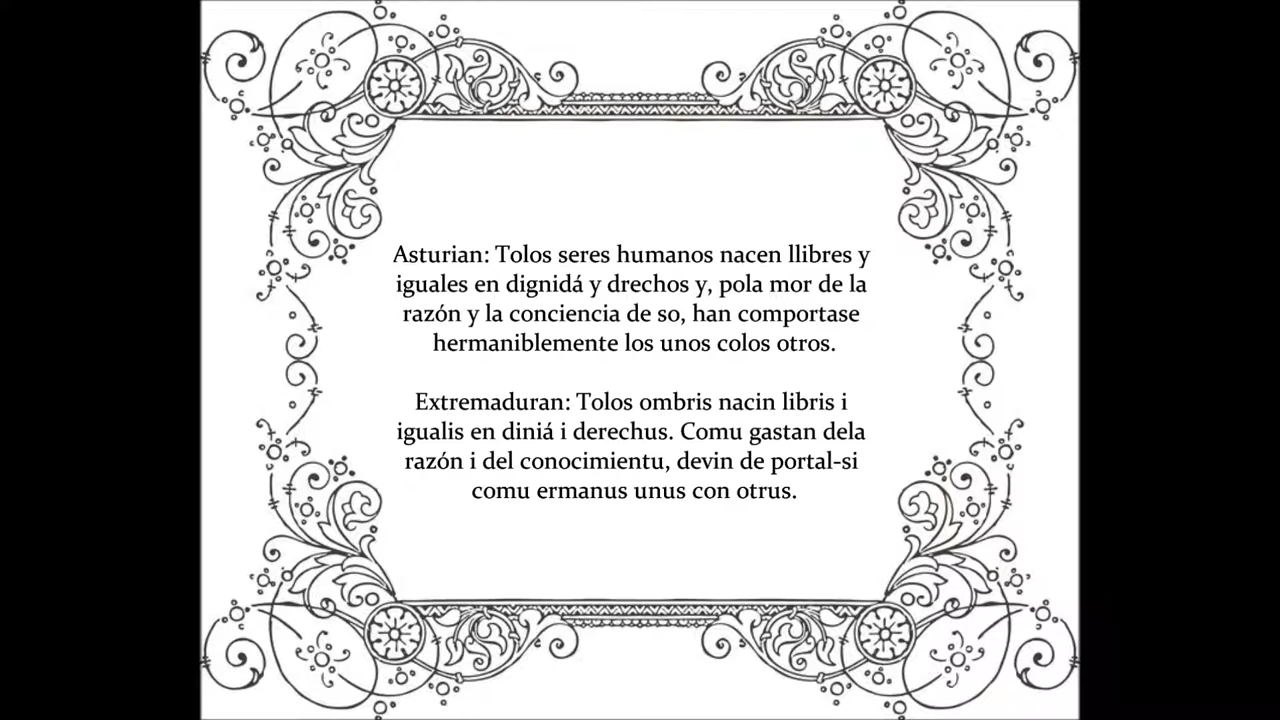 Asturian: Tolos seres humanos nacen llibres y
iguales en dignidá y drechos y, pola mor de la
razón y la conciencia de so, han comportase
hermaniblemente los unos colos otros.
Extremaduran: Tolos ombris nacin libris i
igualis en diniá i derechus. Comu gastan dela
razón i del conocimientu, devin de portal-si
comu ermanus unus con otrus.